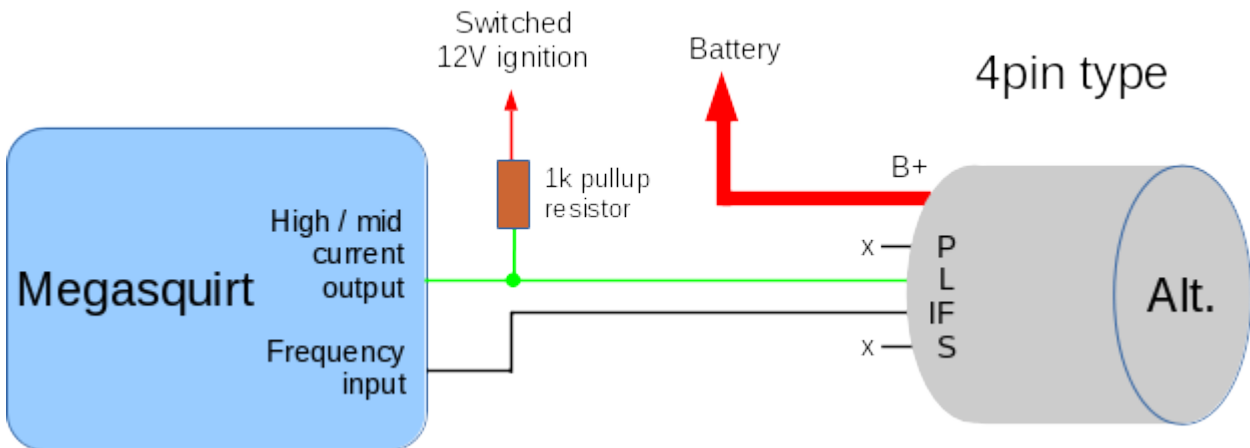 Switched
12V ignition
Battery
4pin type
1k pullup
resistor
B+
High / mid
current
output
Megasquirt
Frequency
input
x
P
L
IF
x
S
Alt.